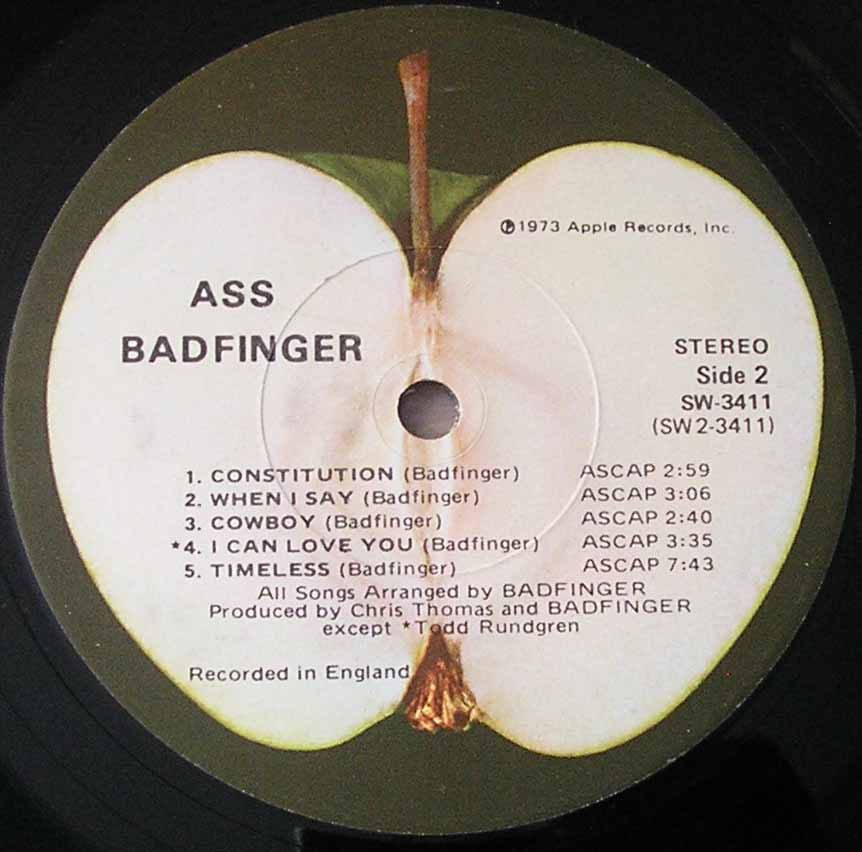 ℗1973 Apple Records, Inc.
ASS
BADFINGER
STEREO
Side 2
SW-3411
(SW2-3411)
1. CONSTITUTION (Badfinger) ASCAP 2:59
2. WHEN I SAY (Badfinger) ASCAP 3:06
3. COWBOY (Badfinger) ASCAP 2:40
*4. I CAN LOVE YOU (Badfinger) ASCAP 3:35
5. TIMELESS (Badfinger) ASCAP 7:43
All Songs Arranged by BADFINGER
Produced by Chris Thomas and BADFINGER
except *Todd Rundgren
Recorded in England